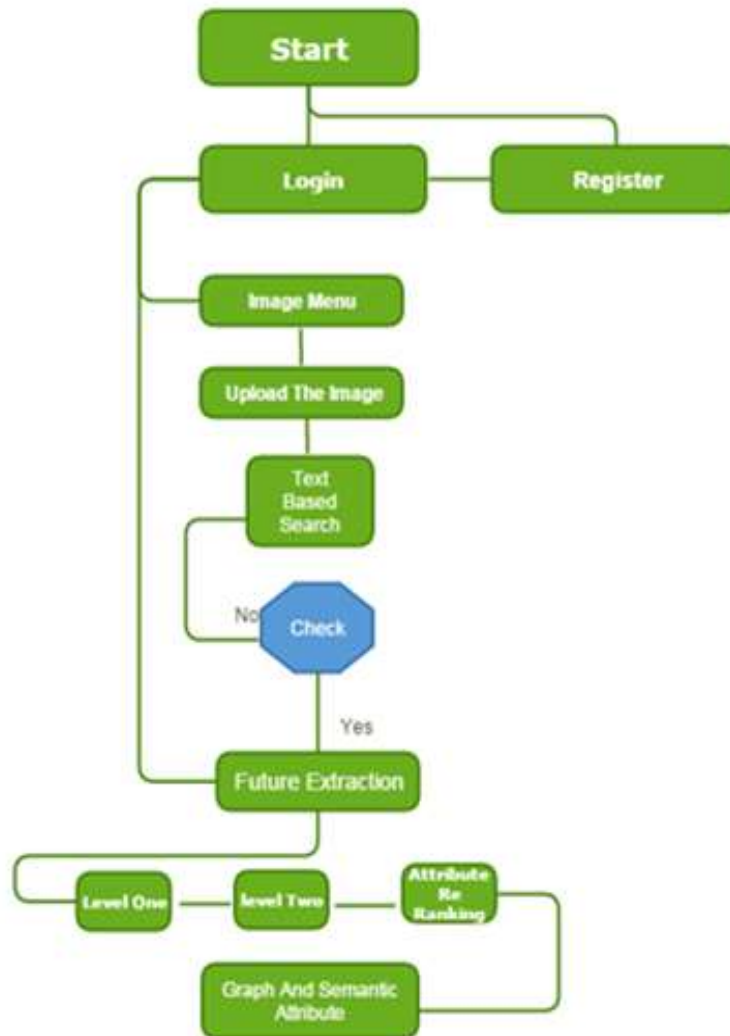 Start
Login
Register
Image Menu
Upload The Image
Text
Based
Search
No
Check
Yes
Future Extraction
Level One
level Two
Attribute
Re
Ranking
Graph And Semantic
Attribute